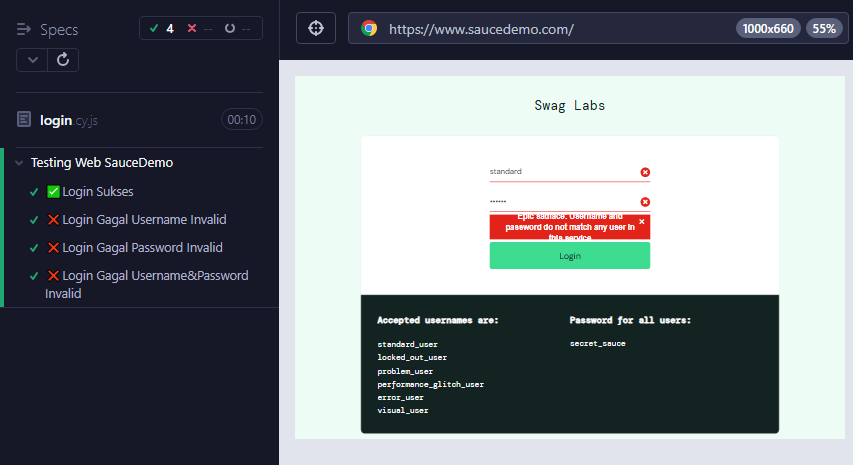 Specs
4 -- --
login.cy.js
00:10
Testing Web SauceDemo
✅Login Sukses
❌Login Gagal Username Invalid
❌Login Gagal Password Invalid
❌Login Gagal Username&Password
Invalid
https://www.saucedemo.com/
1000x660
55%
Swag Labs
standard
••••••
Epic sadface: Username and
password do not match any user in
this service
Login
Accepted usernames are:
standard_user
locked_out_user
problem_user
performance_glitch_user
error_user
visual_user
Password for all users:
secret_sauce